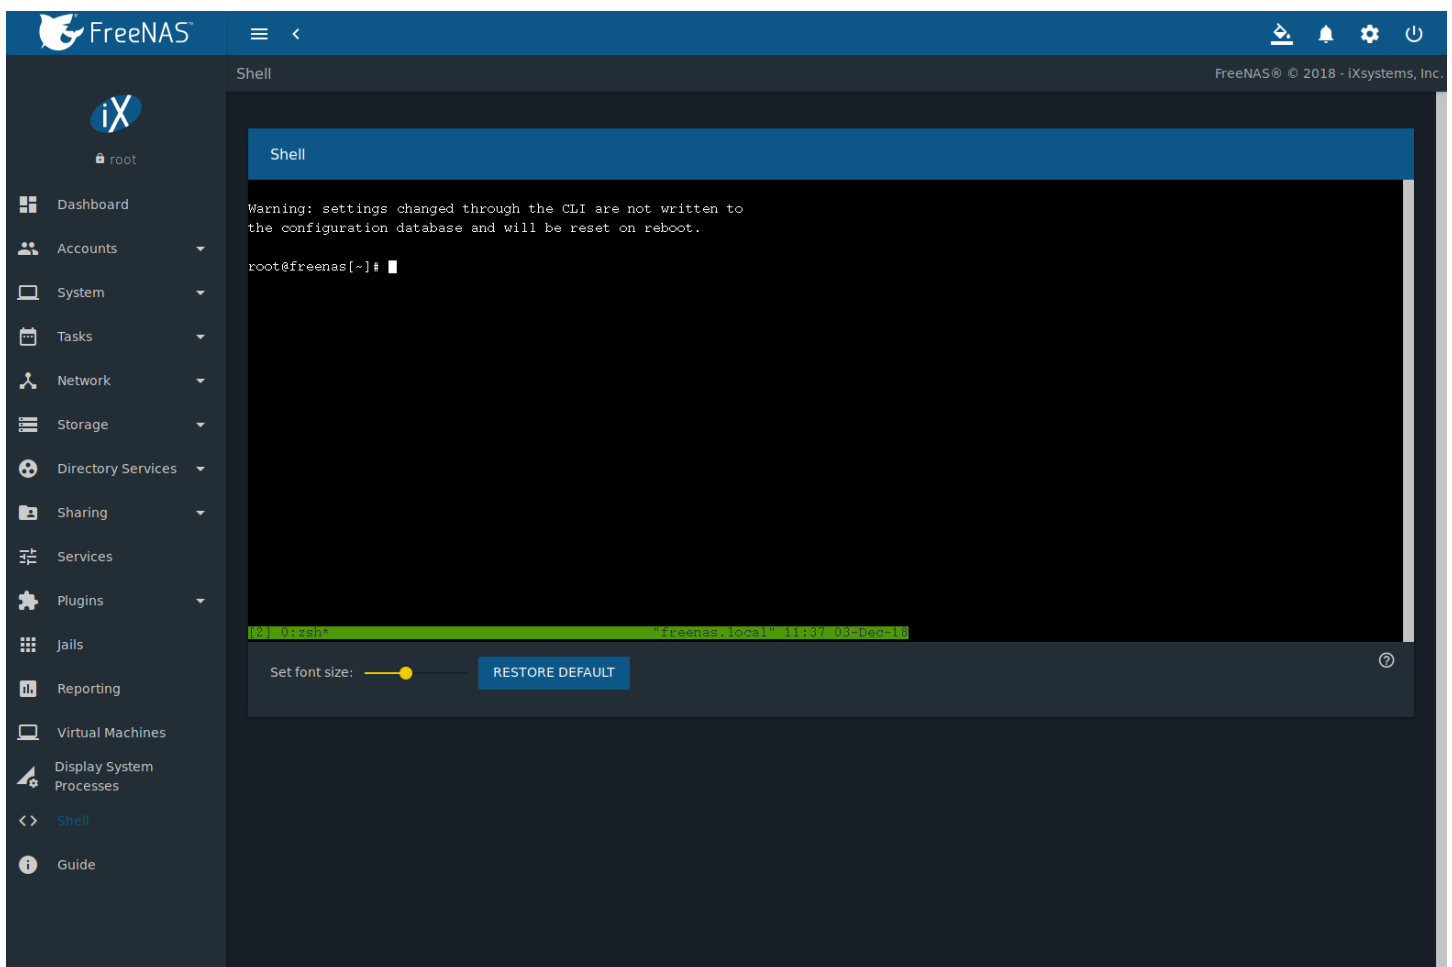 FreeNAS™
Shell
FreeNAS® © 2018 - iXsystems, Inc.
iX
root
Dashboard
Accounts
System
Tasks
Network
Storage
Directory Services
Sharing
Services
Plugins
Jails
Reporting
Virtual Machines
Display System
Processes
Shell
Guide
Shell
Warning: settings changed through the CLI are not written to
the configuration database and will be reset on reboot.
root@freenas[~]#
[2] 0:zsh* "freenas.local" 11:37 03-Dec-18
Set font size: RESTORE DEFAULT